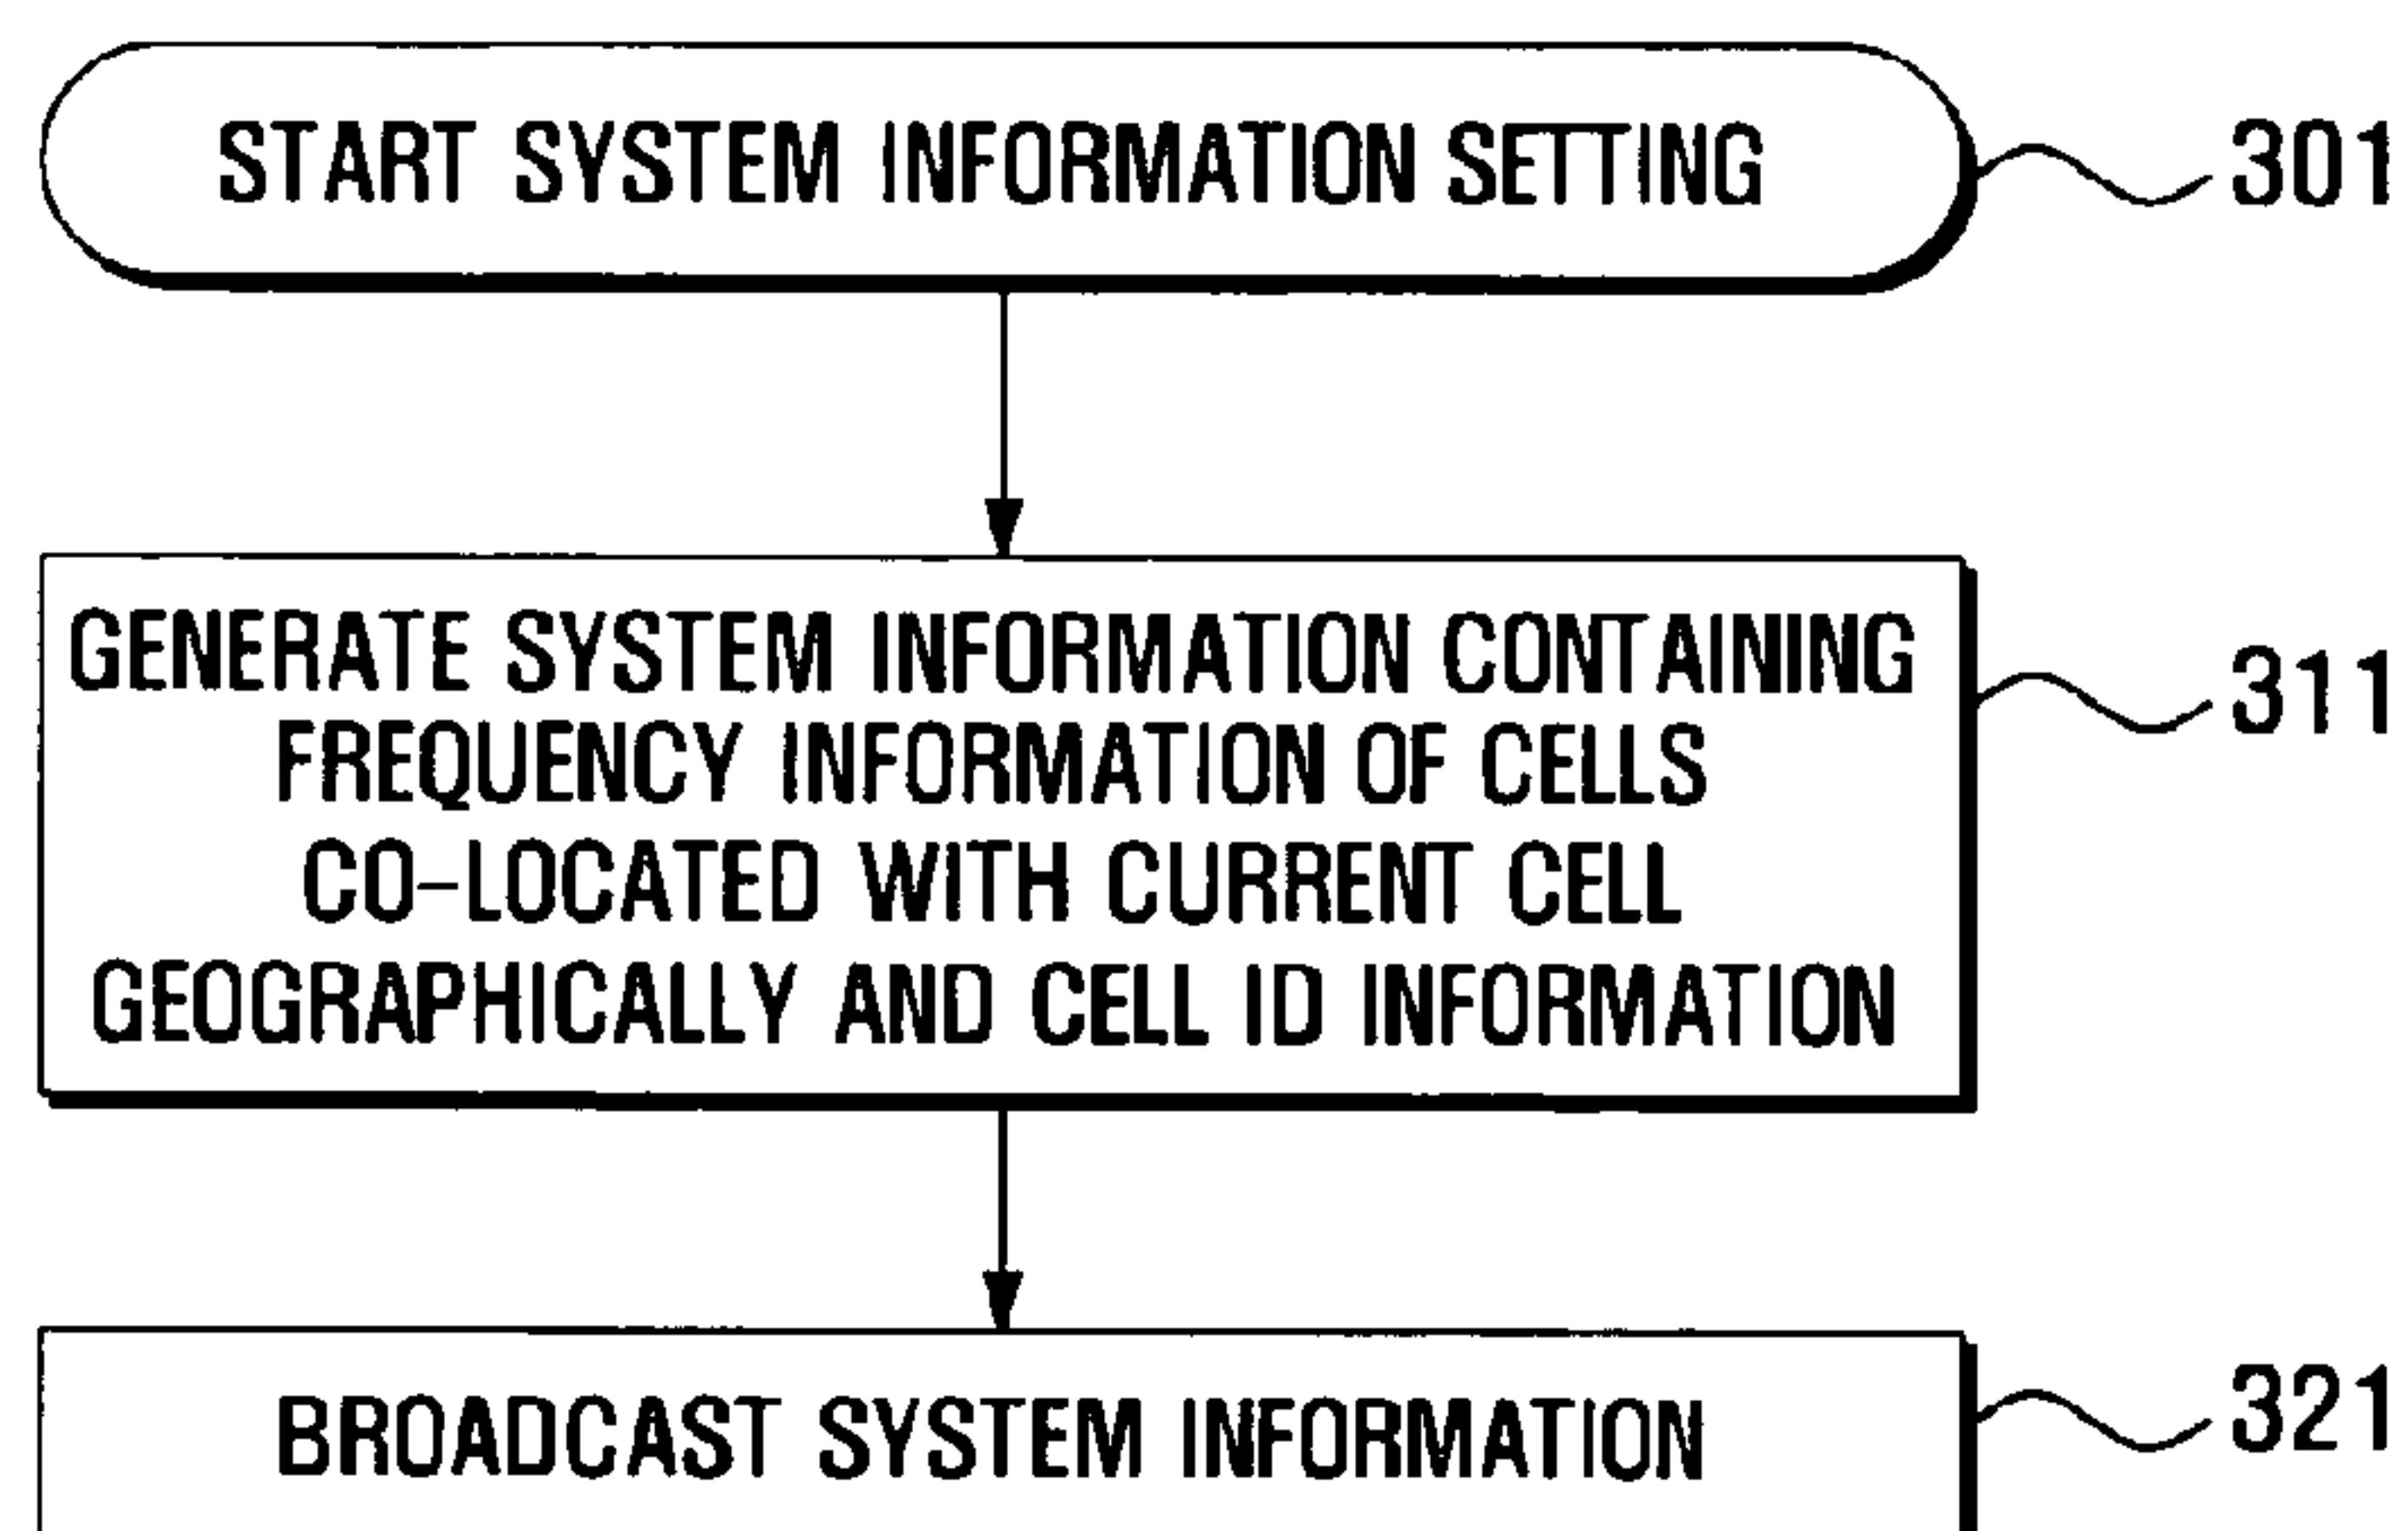 START SYSTEM INFORMATION SETTING
301
GENERATE SYSTEM INFORMATION CONTAINING
FREQUENCY INFORMATION OF CELLS
CO-LOCATED WITH CURRENT CELL
GEOGRAPHICALLY AND CELL ID INFORMATION
311
BROADCAST SYSTEM INFORMATION
321